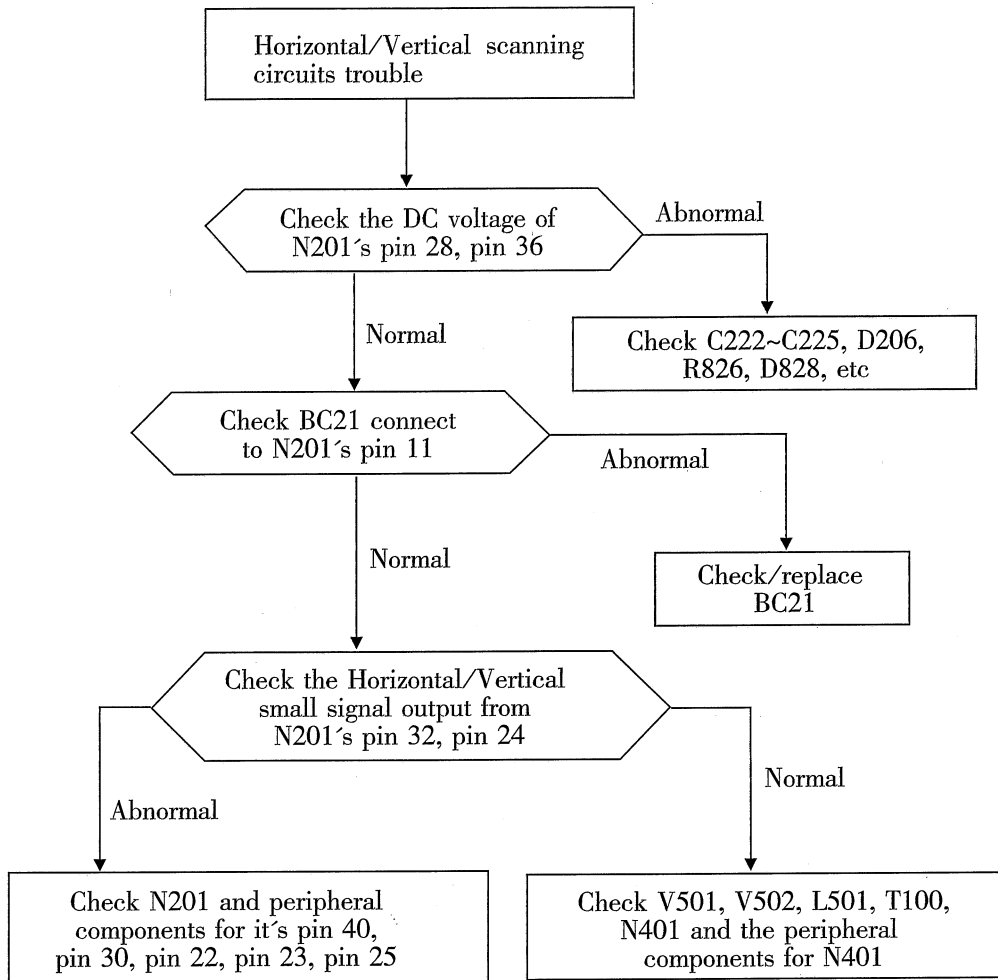 Horizontal/Vertical scanning
circuits trouble
Check the DC voltage of
N201´s pin 28, pin 36
Abnormal
Normal
Check C222~C225, D206,
R826, D828, etc
Check BC21 connect
to N201´s pin 11
Abnormal
Normal
Check/replace
BC21
Check the Horizontal/Vertical
small signal output from
N201´s pin 32, pin 24
Abnormal
Normal
Check N201 and peripheral
components for it´s pin 40,
pin 30, pin 22, pin 23, pin 25
Check V501, V502, L501, T100,
N401 and the peripheral
components for N401